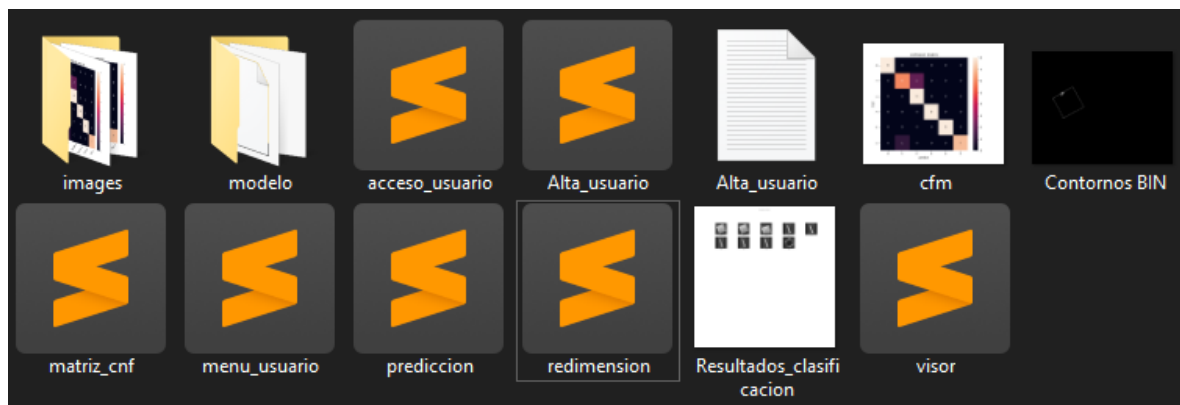 images
modelo
acceso_usuario
Alta_usuario
Alta_usuario
cfm
Contornos BIN
matriz_cnf
menu_usuario
prediccion
redimension
Resultados_clasifi
cacion
visor